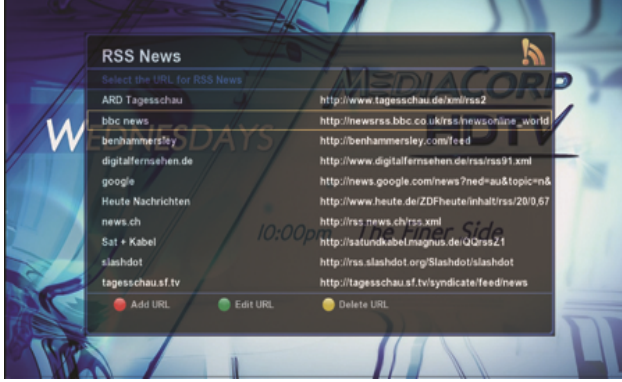 RSS News
Select the URL for RSS News
MEDIACORP
HDTV
WEDNESDAYS
ARD Tagesschau http://www.tagesschau.de/xml/rss2
bbc news http://newsrss.bbc.co.uk/rss/newsonline_world
benhammersley http://benhammersley.com/feed
digitalfernsehen.de http://www.digitalfernsehen.de/rss/rss91.xml
google http://news.google.com/news?ned=au&topic=n&
Heute Nachrichten http://www.heute.de/ZDFheute/inhalt/rss/20/0,67
news.ch http://rss.news.ch/rss.xml
10:00pm The Finer Side
Sat + Kabel http://satundkabel.magnus.de/QQrssZ1
slashdot http://rss.slashdot.org/Slashdot/slashdot
tagesschau.sf.tv http://tagesschau.sf.tv/syndicate/feed/news
Add URL Edit URL Delete URL